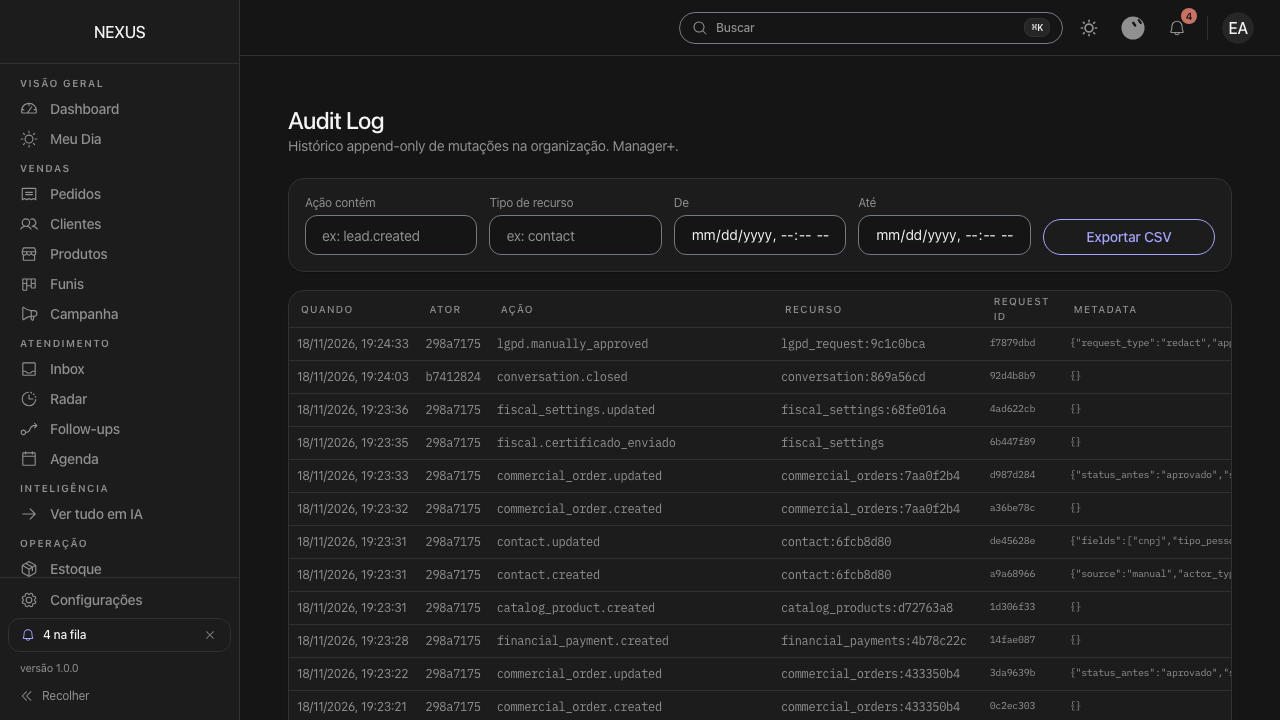 NEXUS
Buscar
⌘K
4
EA
VISÃO GERAL
Dashboard
Meu Dia
VENDAS
Pedidos
Clientes
Produtos
Funis
Campanha
ATENDIMENTO
Inbox
Radar
Follow-ups
Agenda
INTELIGÊNCIA
Ver tudo em IA
OPERAÇÃO
Estoque
Configurações
4 na fila
versão 1.0.0
Recolher
Audit Log
Histórico append-only de mutações na organização. Manager+.
Ação contém
Tipo de recurso
De
Até
ex: lead.created
ex: contact
mm/dd/yyyy, --:-- --
mm/dd/yyyy, --:-- --
Exportar CSV
QUANDO ATOR AÇÃO RECURSO REQUEST ID METADATA
18/11/2026, 19:24:33 298a7175 lgpd.manually_approved lgpd_request:9c1c0bca f7879dbd {"request_type":"redact","app
18/11/2026, 19:24:03 b7412824 conversation.closed conversation:869a56cd 92d4b8b9 {}
18/11/2026, 19:23:36 298a7175 fiscal_settings.updated fiscal_settings:68fe016a 4ad622cb {}
18/11/2026, 19:23:35 298a7175 fiscal.certificado_enviado fiscal_settings 6b447f89 {}
18/11/2026, 19:23:33 298a7175 commercial_order.updated commercial_orders:7aa0f2b4 d987d284 {"status_antes":"aprovado","s
18/11/2026, 19:23:32 298a7175 commercial_order.created commercial_orders:7aa0f2b4 a36be78c {}
18/11/2026, 19:23:31 298a7175 contact.updated contact:6fcb8d80 de45628e {"fields":["cnpj","tipo_pesso
18/11/2026, 19:23:31 298a7175 contact.created contact:6fcb8d80 a9a68966 {"source":"manual","actor_typ
18/11/2026, 19:23:31 298a7175 catalog_product.created catalog_products:d72763a8 1d306f33 {}
18/11/2026, 19:23:28 298a7175 financial_payment.created financial_payments:4b78c22c 14fae087 {}
18/11/2026, 19:23:22 298a7175 commercial_order.updated commercial_orders:433350b4 3da9639b {"status_antes":"aprovado","s
18/11/2026, 19:23:21 298a7175 commercial_order.created commercial_orders:433350b4 0c2ec303 {}